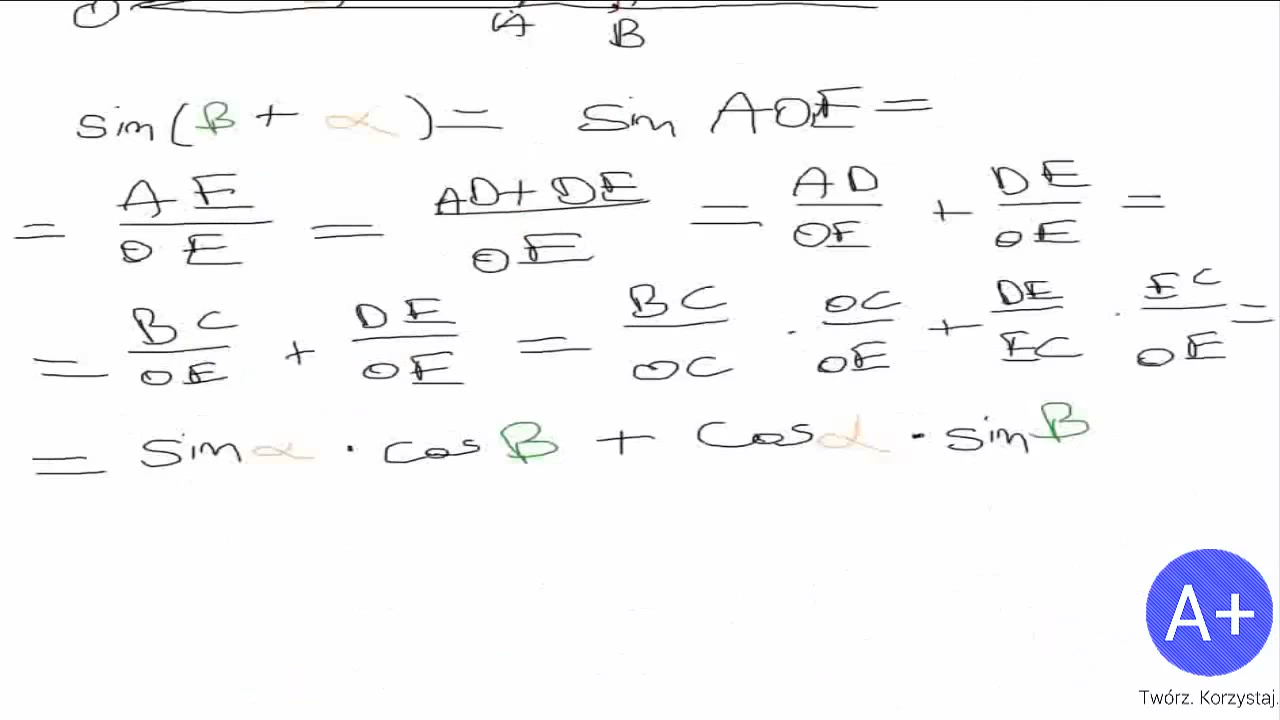 O A B
sin(β + α) = sin AOE =
= AE/OE = AD+DE/OE = AD/OE + DE/OE =
= BC/OE + DE/OE = BC/OC · OC/OE + DE/EC · EC/OE =
= sin α · cos β + cos α · sin β
A+
Twórz. Korzystaj.